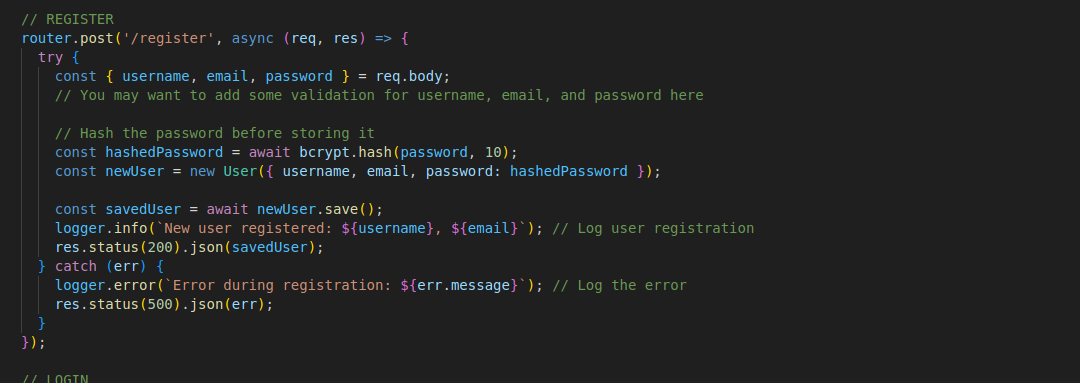 // REGISTER
router.post('/register', async (req, res) => {
  try {
    const { username, email, password } = req.body;
    // You may want to add some validation for username, email, and password here

    // Hash the password before storing it
    const hashedPassword = await bcrypt.hash(password, 10);
    const newUser = new User({ username, email, password: hashedPassword });

    const savedUser = await newUser.save();
    logger.info(`New user registered: ${username}, ${email}`); // Log user registration
    res.status(200).json(savedUser);
  } catch (err) {
    logger.error(`Error during registration: ${err.message}`); // Log the error
    res.status(500).json(err);
  }
});

// LOGIN